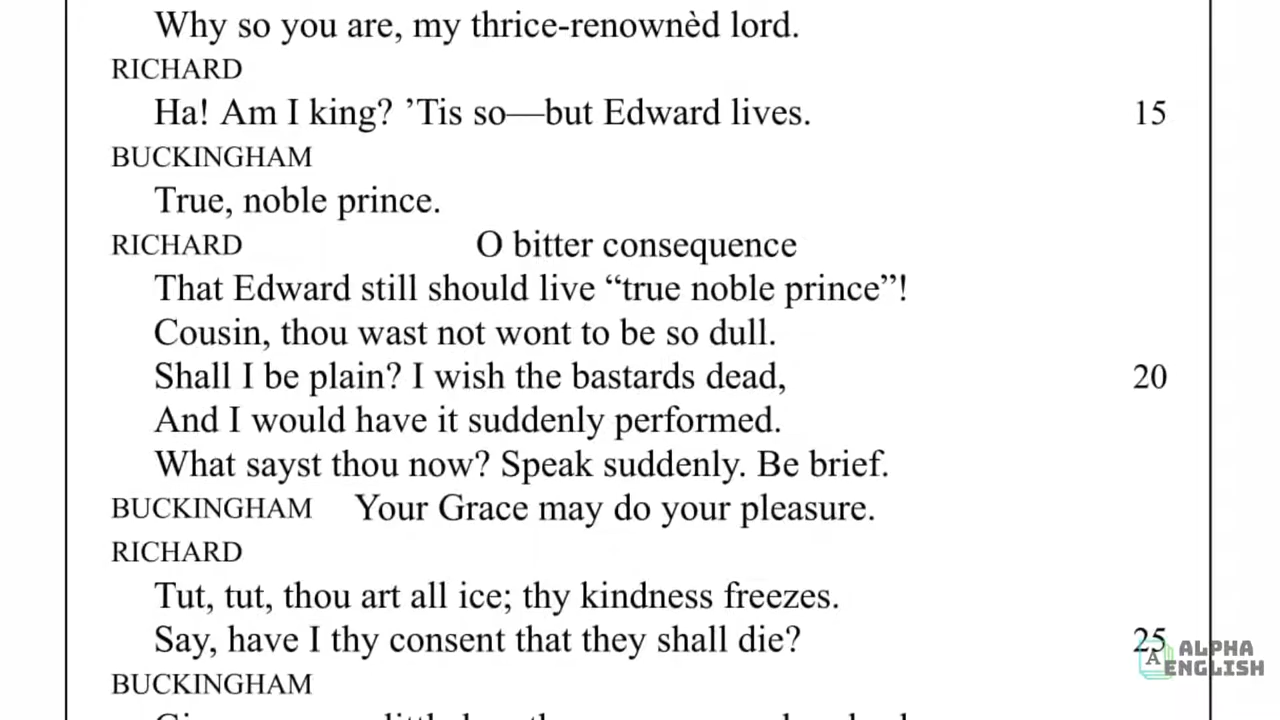 Why so you are, my thrice-renownèd lord.
RICHARD
Ha! Am I king? ’Tis so—but Edward lives. 15
BUCKINGHAM
True, noble prince.
RICHARD O bitter consequence
That Edward still should live “true noble prince”!
Cousin, thou wast not wont to be so dull.
Shall I be plain? I wish the bastards dead, 20
And I would have it suddenly performed.
What sayst thou now? Speak suddenly. Be brief.
BUCKINGHAM Your Grace may do your pleasure.
RICHARD
Tut, tut, thou art all ice; thy kindness freezes.
Say, have I thy consent that they shall die? 25
BUCKINGHAM
A ALPHA
ENGLISH